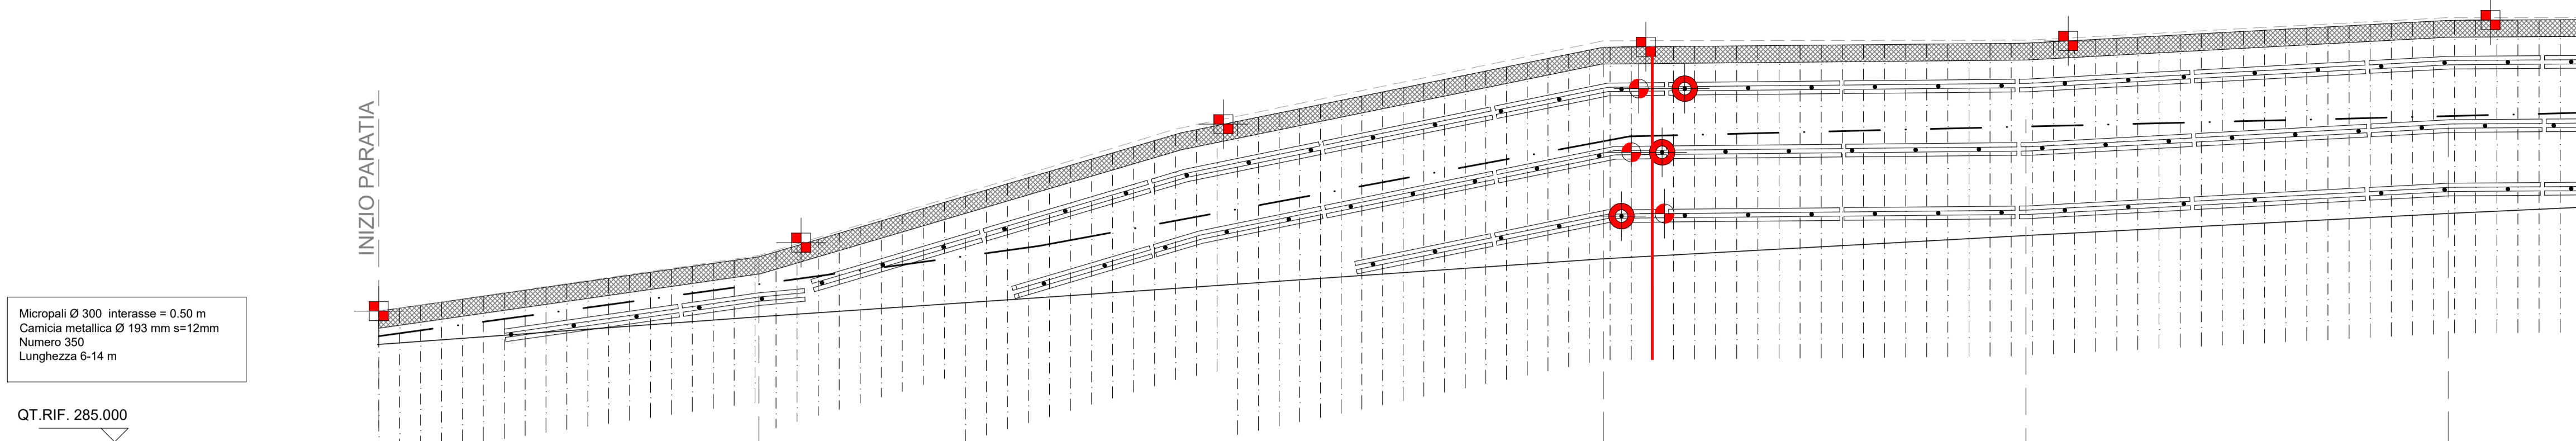 INIZIO PARATIA
Micropali Ø 300  interasse = 0.50 m
Camicia metallica Ø 193 mm s=12mm
Numero 350
Lunghezza 6-14 m
QT.RIF. 285.000